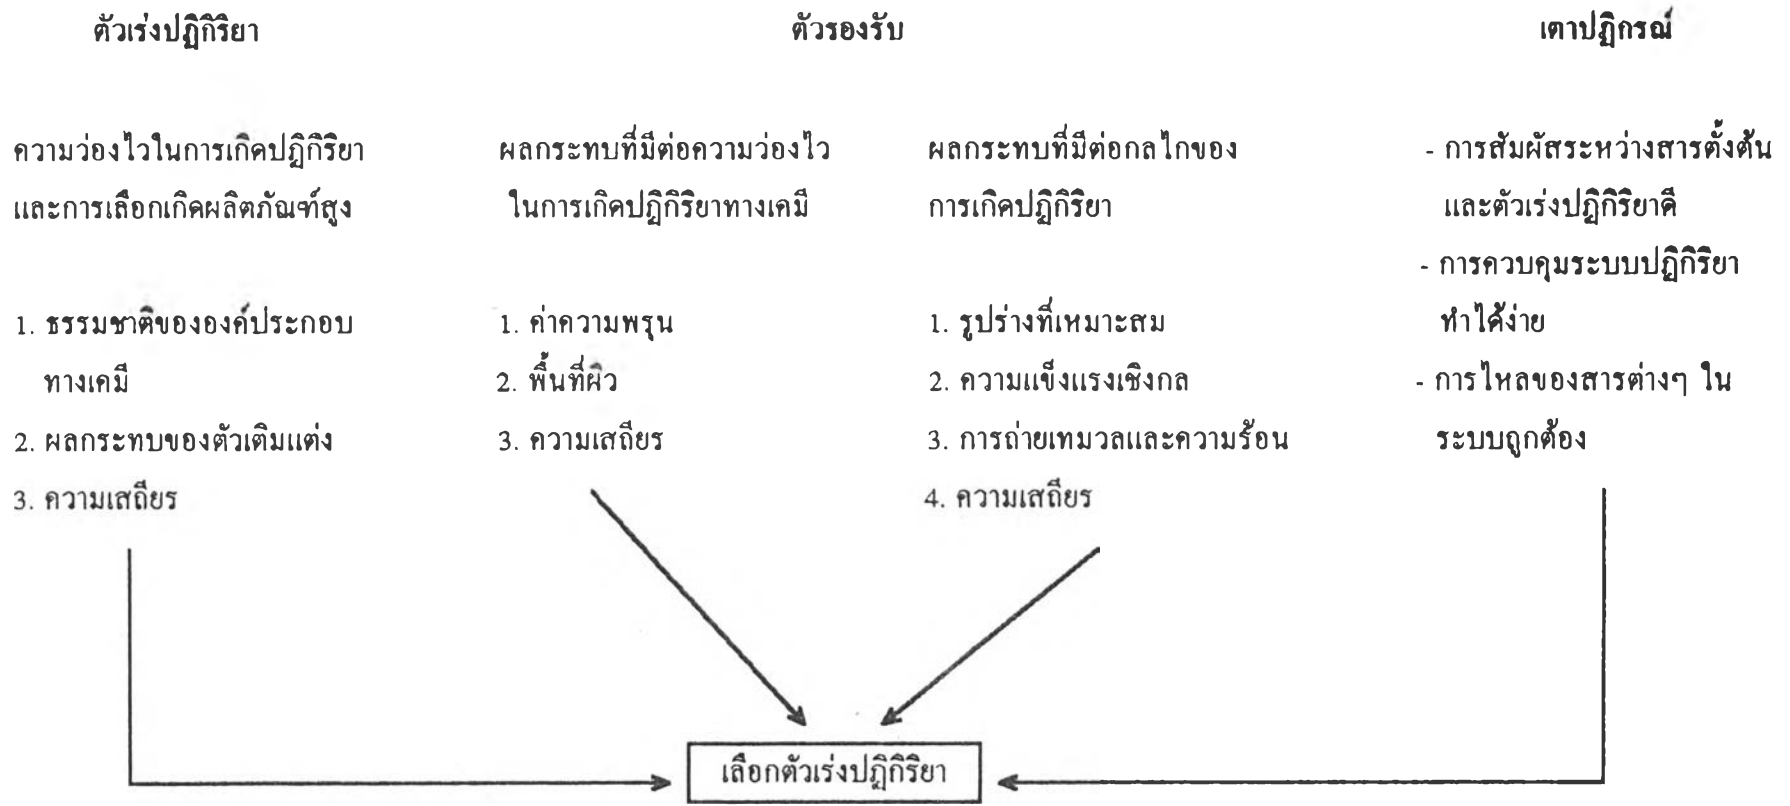 ตัวเร่งปฏิกิริยา
ตัวรองรับ
เตาปฏิกรณ์
ความว่องไวในการเกิดปฏิกิริยา
และการเลือกเกิดผลิตภัณฑ์สูง
1. ธรรมชาติขององค์ประกอบ
ทางเคมี
2. ผลกระทบของตัวเติมแต่ง
3. ความเสถียร
ผลกระทบที่มีต่อความว่องไว
ในการเกิดปฏิกิริยาทางเคมี
1. ค่าความพรุน
2. พื้นที่ผิว
3. ความเสถียร
ผลกระทบที่มีต่อกลไกของ
การเกิดปฏิกิริยา
1. รูปร่างที่เหมาะสม
2. ความแข็งแรงเชิงกล
3. การถ่ายเทมวลและความร้อน
4. ความเสถียร
- การสัมผัสระหว่างสารตั้งต้น
และตัวเร่งปฏิกิริยาดี
- การควบคุมระบบปฏิกิริยา
ทำได้ง่าย
- การไหลของสารต่างๆ ใน
ระบบถูกต้อง
เลือกตัวเร่งปฏิกิริยา